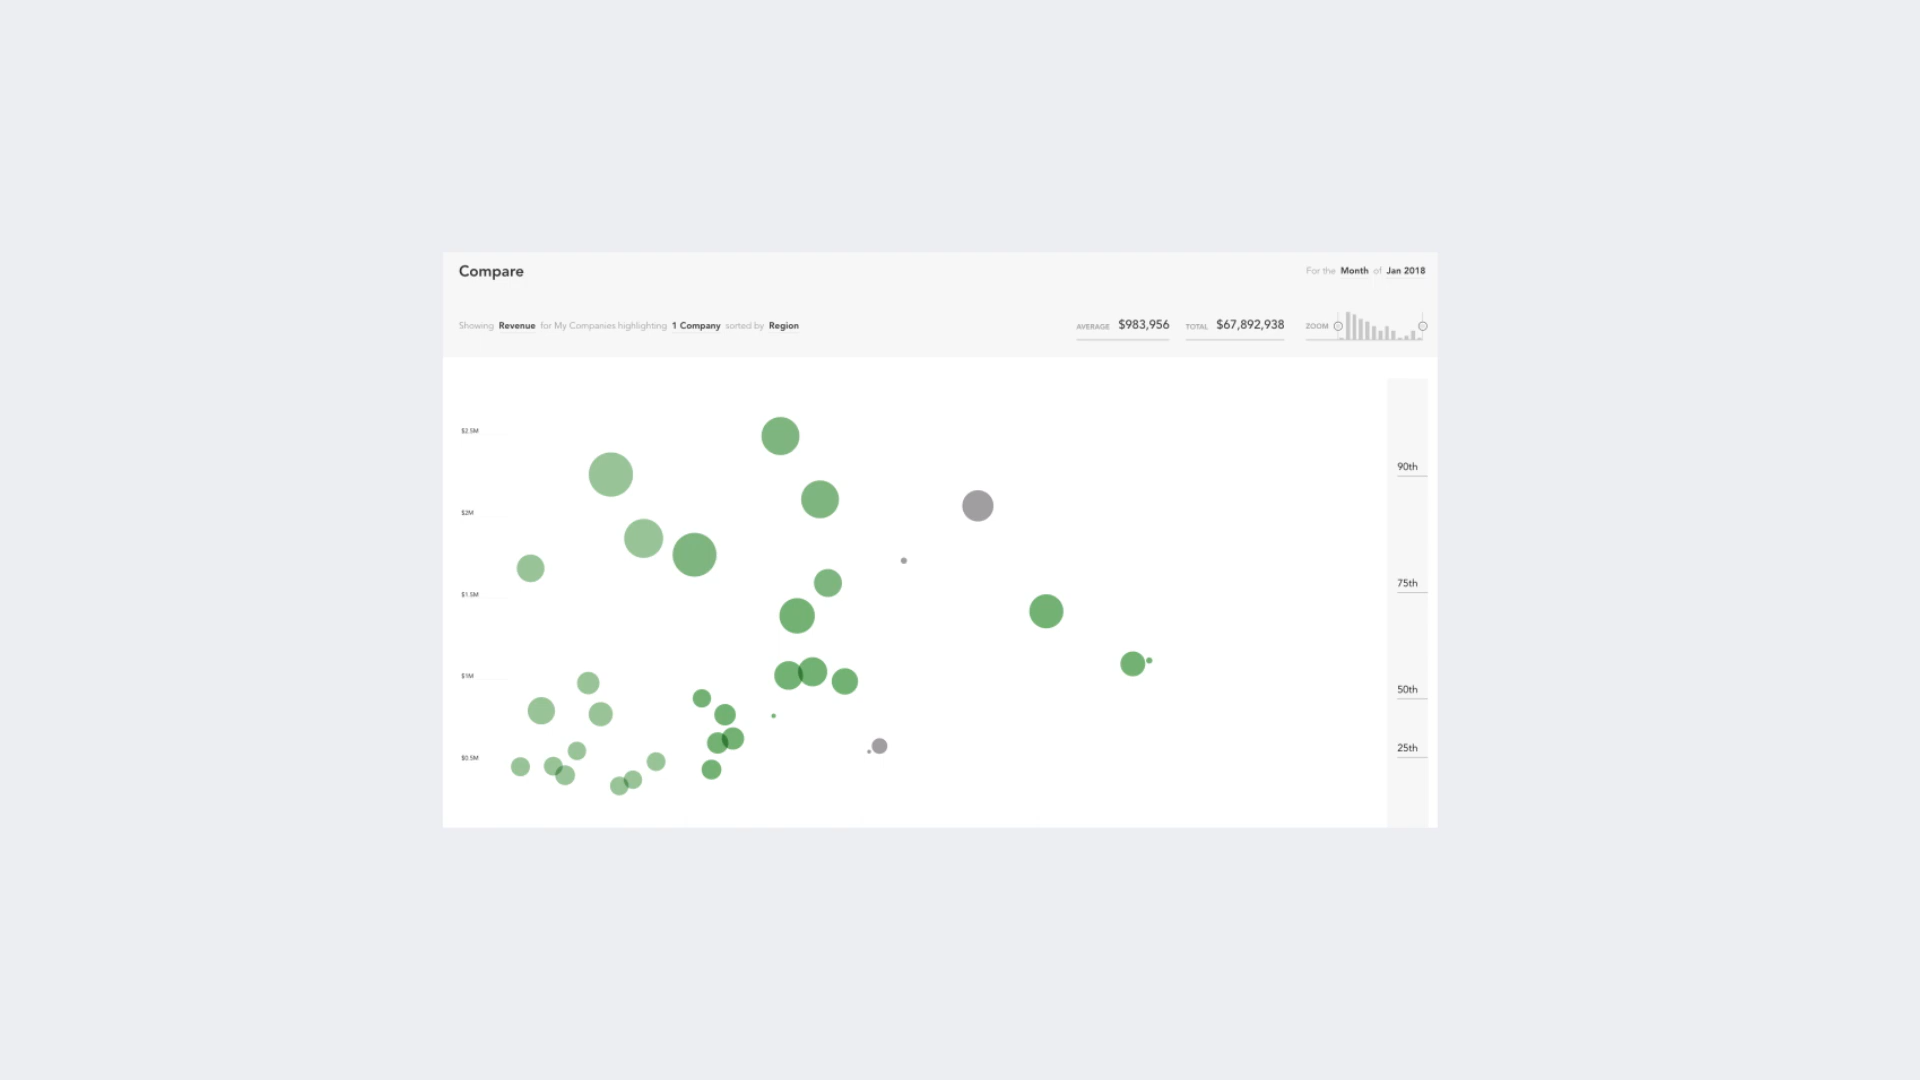 Compare
For the Month of Jan 2018
Showing Revenue for My Companies highlighting 1 Company sorted by Region
AVERAGE $983,956 TOTAL $67,892,938 ZOOM
$2.5M
90th
$2M
75th
$1.5M
$1M
50th
25th
$0.5M